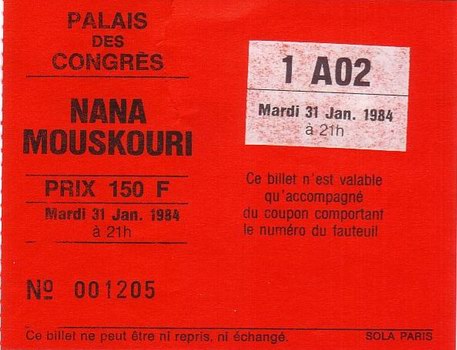 PALAIS
DES
CONGRÈS
NANA
MOUSKOURI
PRIX 150 F
Mardi 31 Jan. 1984
à 21h
Nº 001205
1 A02
Mardi 31 Jan. 1984
à 21h
Ce billet n'est valable
qu'accompagné
du coupon comportant
le numéro du fauteuil
Ce billet ne peut être ni repris, ni échangé.
SOLA PARIS